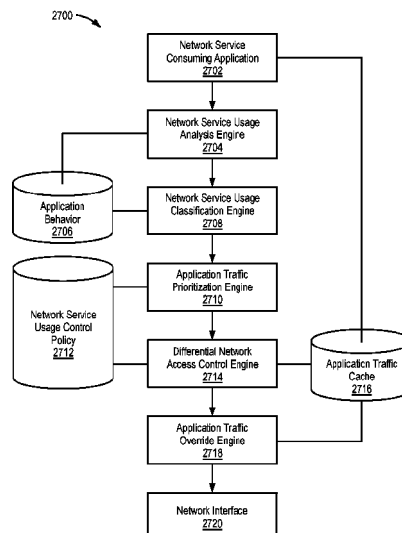 2700
Network Service
Consuming Application
2702
Network Service Usage
Analysis Engine
2704
Application
Behavior
2706
Network Service Usage
Classification Engine
2708
Application Traffic
Prioritization Engine
2710
Network Service
Usage Control
Policy
2712
Differential Network
Access Control Engine
2714
Application Traffic
Cache
2716
Application Traffic
Override Engine
2718
Network Interface
2720